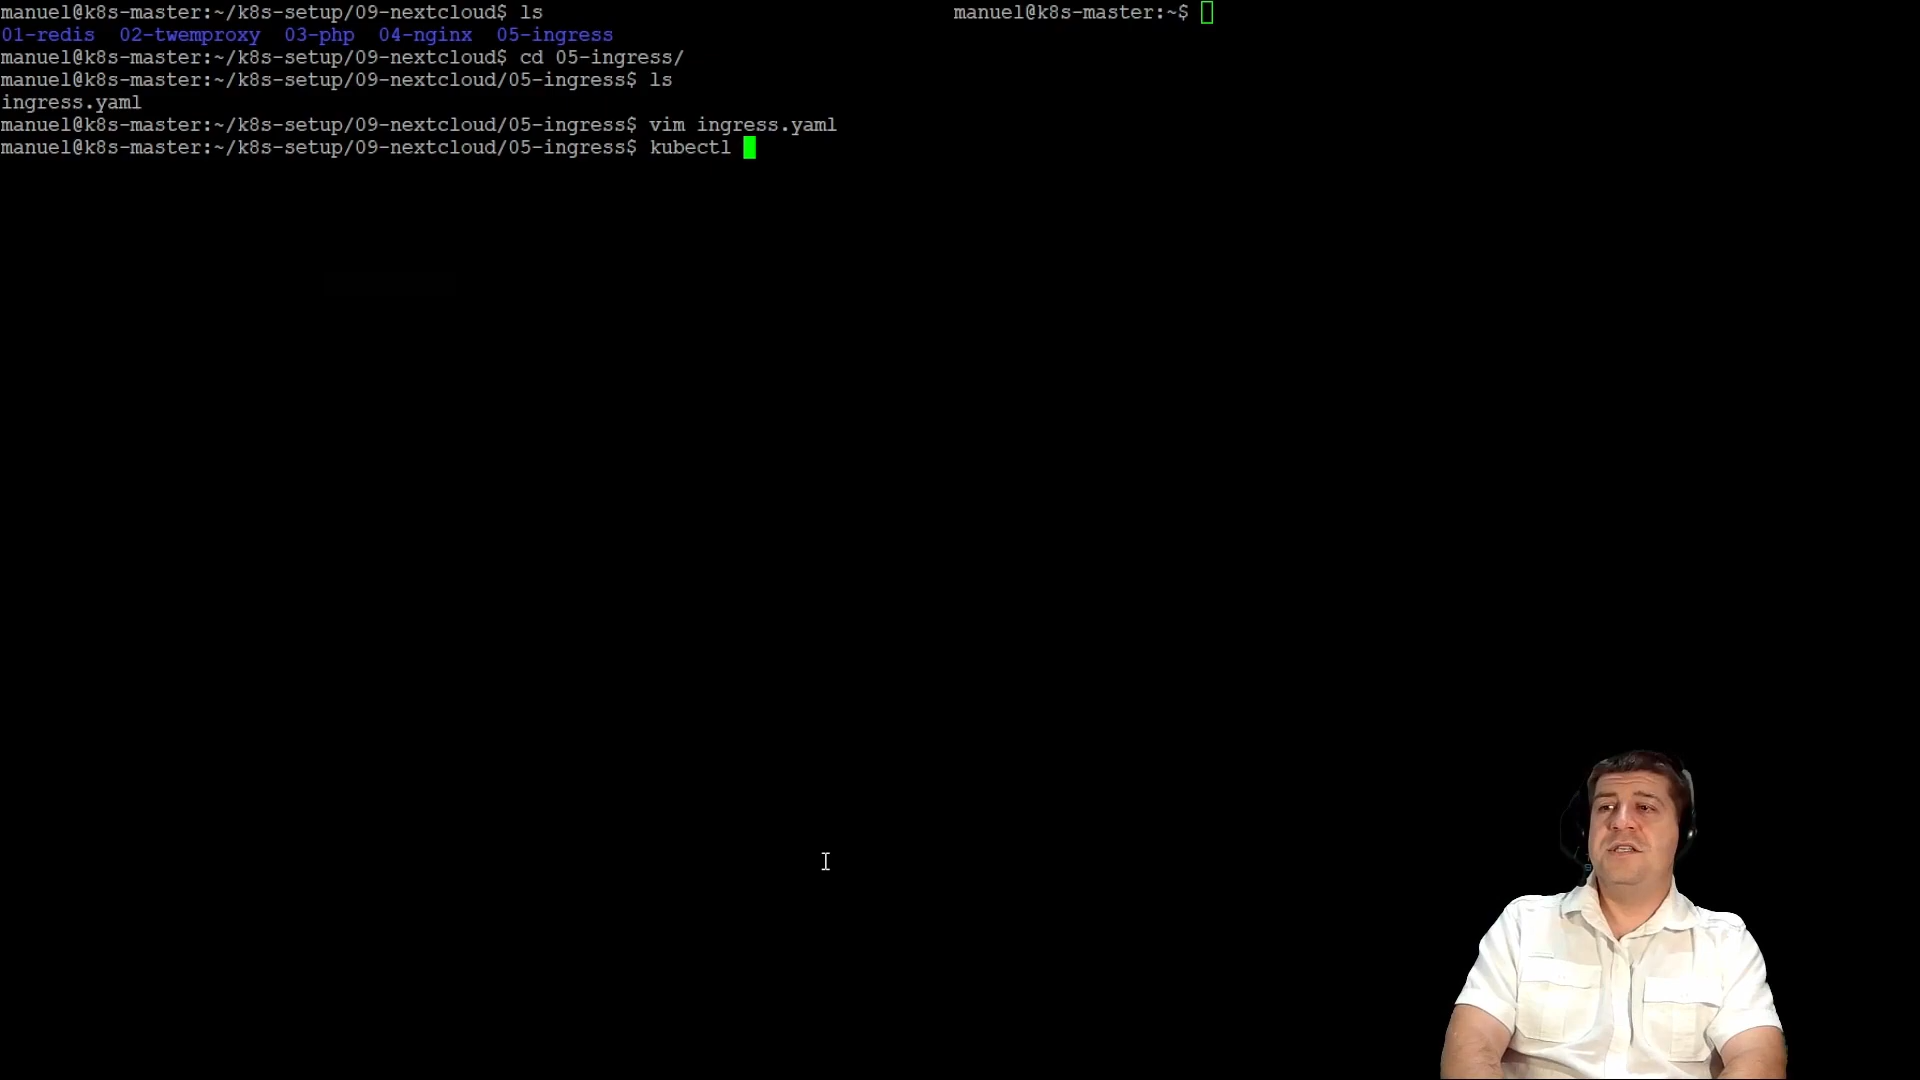 manuel@k8s-master:~/k8s-setup/09-nextcloud$ ls
01-redis  02-twemproxy  03-php  04-nginx  05-ingress
manuel@k8s-master:~/k8s-setup/09-nextcloud$ cd 05-ingress/
manuel@k8s-master:~/k8s-setup/09-nextcloud/05-ingress$ ls
ingress.yaml
manuel@k8s-master:~/k8s-setup/09-nextcloud/05-ingress$ vim ingress.yaml
manuel@k8s-master:~/k8s-setup/09-nextcloud/05-ingress$ kubectl
manuel@k8s-master:~$